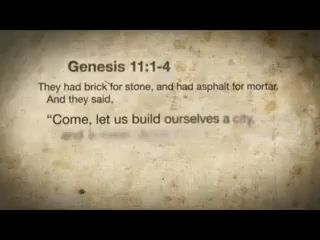 Genesis 11:1-4
They had brick for stone, and had asphalt for mortar.
And they said,
“Come, let us build ourselves a city,
and a